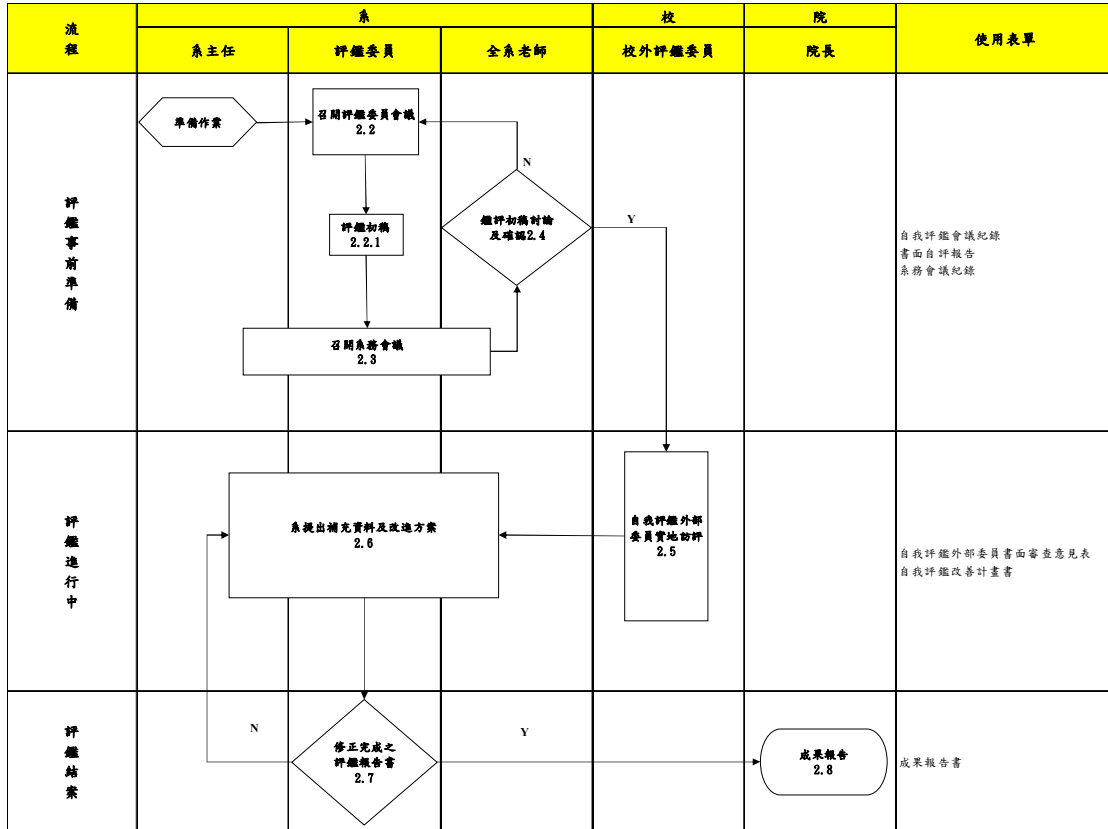 流
程
系
校
院
使用表單
系主任
評鑑委員
全系老師
校外評鑑委員
院長
評
鑑
事
前
準
備
準備作業
召開評鑑委員會議
2.2
N
評鑑初稿
2.2.1
鑑評初稿討論
及確認2.4
Y
召開系務會議
2.3
自我評鑑會議紀錄
書面自評報告
系務會議紀錄
評
鑑
進
行
中
系提出補充資料及改進方案
2.6
自我評鑑外部
委員實地訪評
2.5
自我評鑑外部委員書面審查意見表
自我評鑑改善計畫書
評
鑑
結
案
N
修正完成之
評鑑報告書
2.7
Y
成果報告
2.8
成果報告書